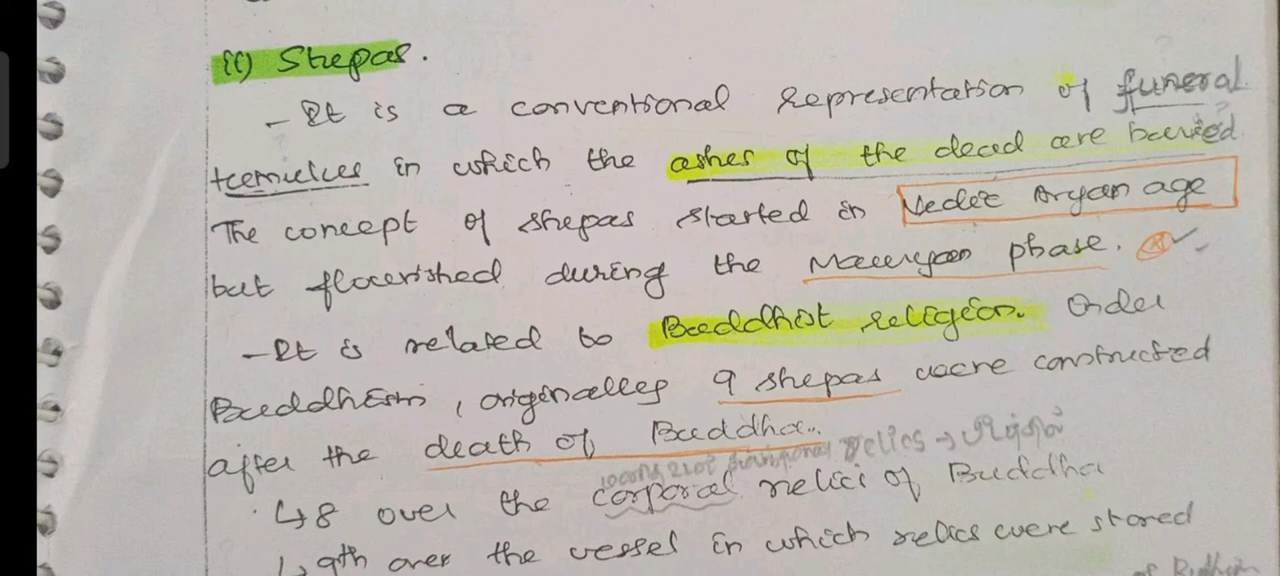 ii) Stupas.
- It is a conventional representation of funeral
tumulus in which the ashes of the dead are buried.
The concept of stupas started in Vedic Aryan age
but flourished during the Mauryan phase.
- It is related to Buddhist religion. Under
Buddhism, originally 9 stupas were constructed
after the death of Buddha..
relics →
↳ 8 over the corporal relics of Buddha
↳ 9th over the vessel in which relics were stored